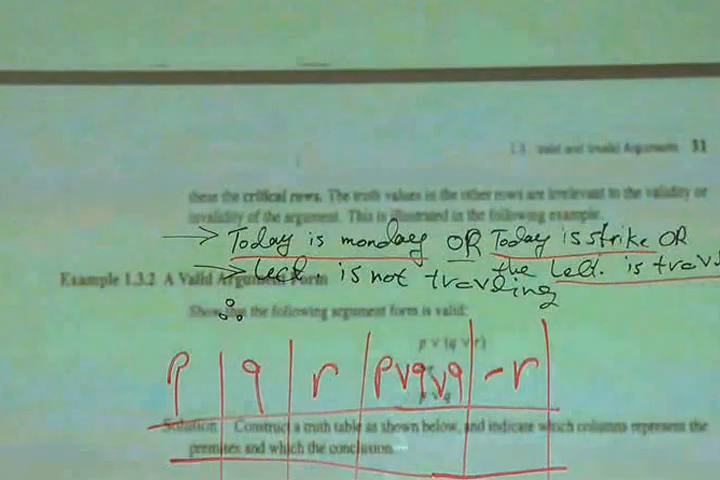 1.3 Valid and Invalid Arguments 31
these the critical rows. The truth values in the other rows are irrelevant to the validity or
invalidity of the argument. This is illustrated in the following example.
→ Today is monday OR Today is strike OR
the Lect. is trav
→ Lect. is not travling
Example 1.3.2 A Valid Argument Form
∴
Show that the following argument form is valid:
p ∨ (q ∨ r)
p | q | r | p∨q∨q | -r |
Solution Construct a truth table as shown below, and indicate which columns represent the
premises and which the conclusion.